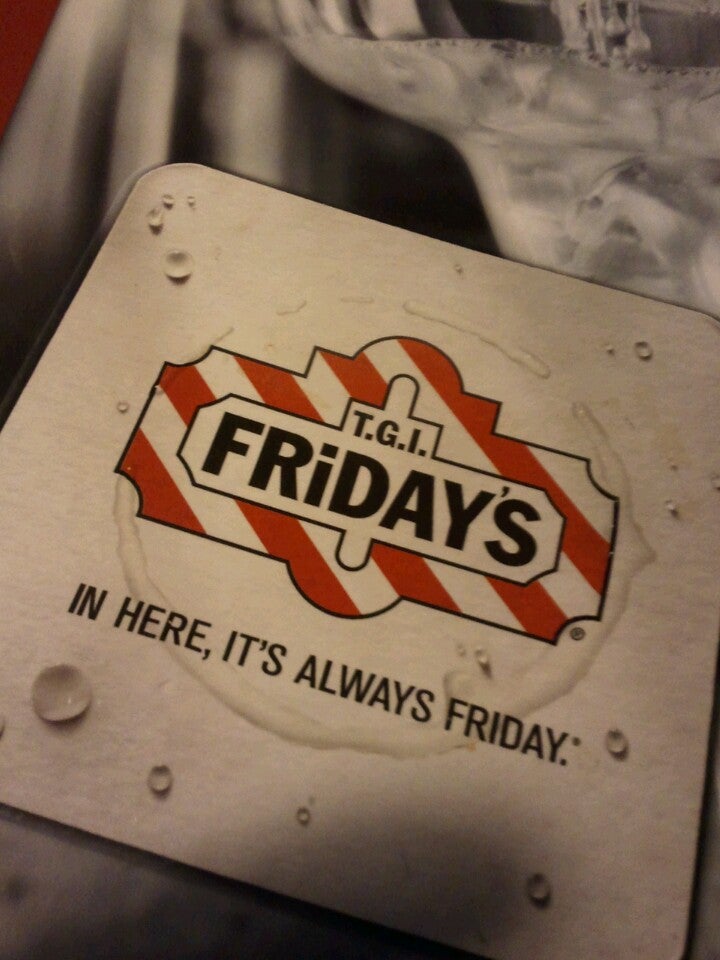 T.G.I.
FRiDAY'S
®
IN HERE, IT'S ALWAYS FRIDAY.